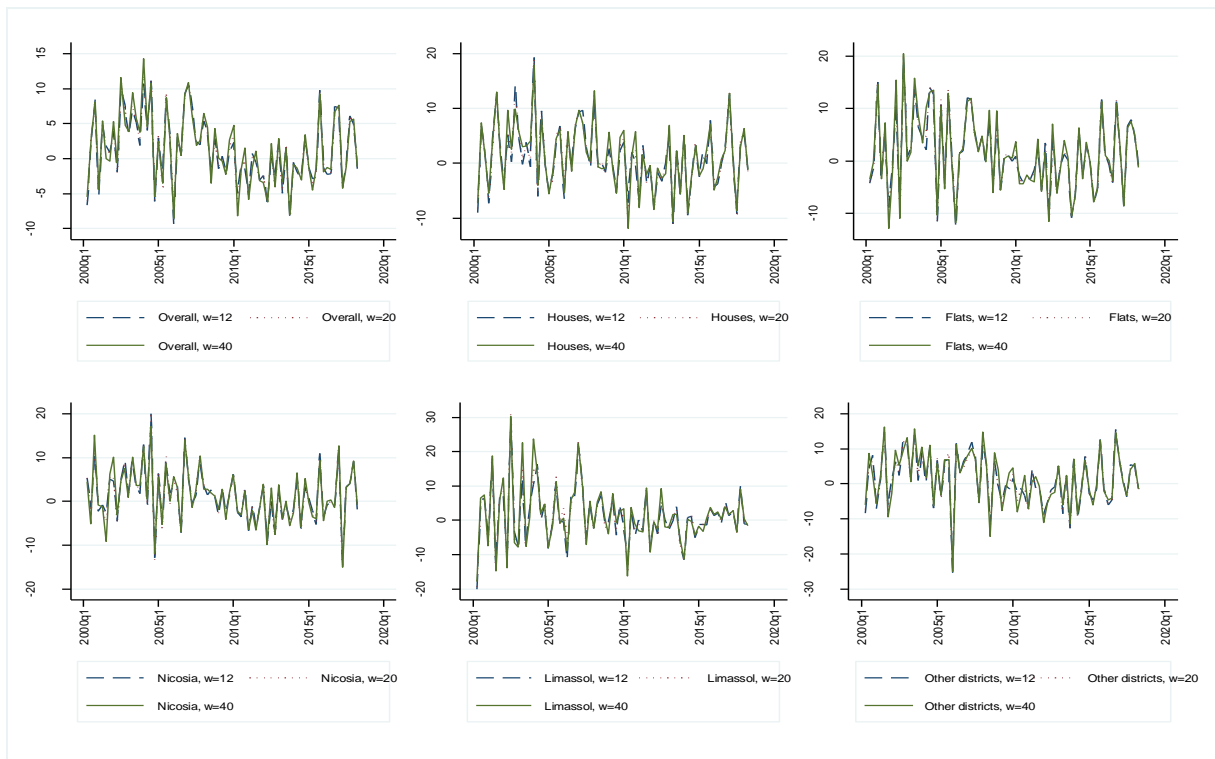 15
10
5
0
-5
-10
2000q1
2005q1
2010q1
2015q1
2020q1
Overall, w=12
Overall, w=20
Overall, w=40
20
10
0
-10
2000q1
2005q1
2010q1
2015q1
2020q1
Houses, w=12
Houses, w=20
Houses, w=40
20
10
0
-10
2000q1
2005q1
2010q1
2015q1
2020q1
Flats, w=12
Flats, w=20
Flats, w=40
20
10
0
-10
-20
2000q1
2005q1
2010q1
2015q1
2020q1
Nicosia, w=12
Nicosia, w=20
Nicosia, w=40
30
20
10
0
-10
-20
2000q1
2005q1
2010q1
2015q1
2020q1
Limassol, w=12
Limassol, w=20
Limassol, w=40
20
10
0
-10
-20
-30
2000q1
2005q1
2010q1
2015q1
2020q1
Other districts, w=12
Other districts, w=20
Other districts, w=40